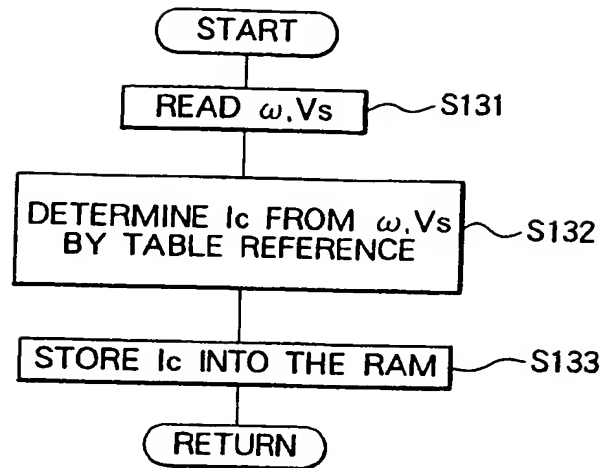 START
READ ω.Vs
S131
DETERMINE Ic FROM ω.Vs
BY TABLE REFERENCE
S132
STORE Ic INTO THE RAM
S133
RETURN